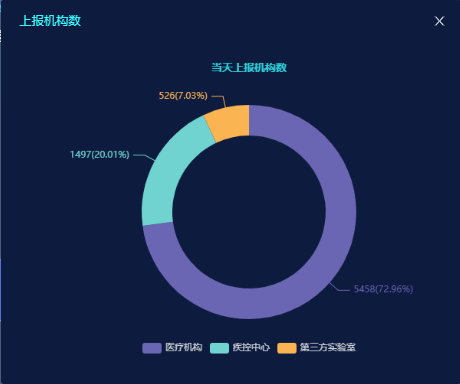 上报机构数
当天上报机构数
526(7.03%)
1497(20.01%)
5458(72.96%)
医疗机构 疾控中心 第三方实验室